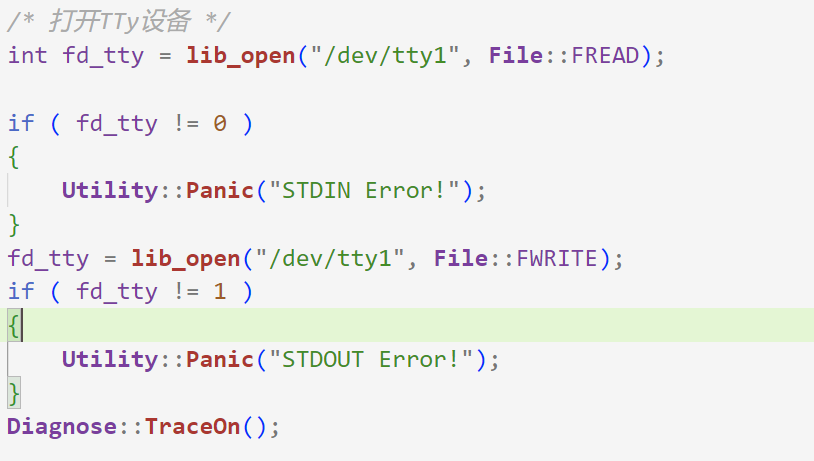 /* 打开TTy设备 */
int fd_tty = lib_open("/dev/tty1", File::FREAD);
if ( fd_tty != 0 )
{
Utility::Panic("STDIN Error!");
}
fd_tty = lib_open("/dev/tty1", File::FWRITE);
if ( fd_tty != 1 )
{
Utility::Panic("STDOUT Error!");
}
Diagnose::TraceOn();